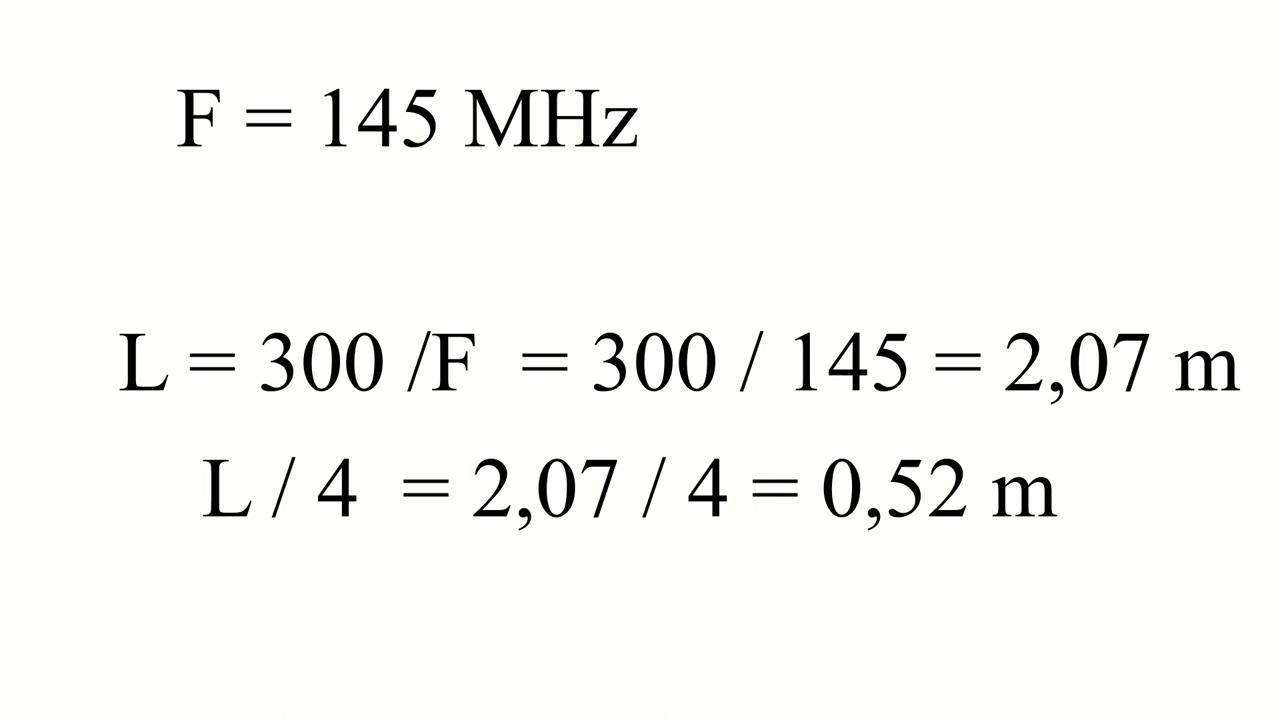 F = 145 MHz
L = 300 /F = 300 / 145 = 2,07 m
L / 4 = 2,07 / 4 = 0,52 m